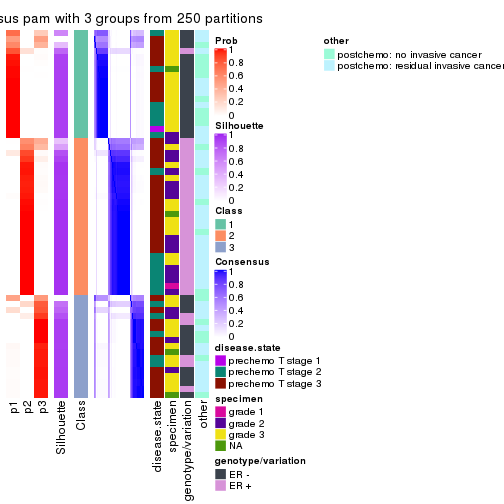 sus pam with 3 groups from 250 partitions
Prob
1
0.8
0.6
0.4
0.2
0
Silhouette
1
0.8
0.6
0.4
0.2
0
Class
1
2
3
Consensus
1
0.8
0.6
0.4
0.2
0
disease.state
prechemo T stage 1
prechemo T stage 2
prechemo T stage 3
specimen
grade 1
grade 2
grade 3
NA
genotype/variation
ER -
ER +
other
postchemo: no invasive cancer
postchemo: residual invasive cancer
p1
p2
p3
Silhouette
Class
disease.state
specimen
genotype/variation
other